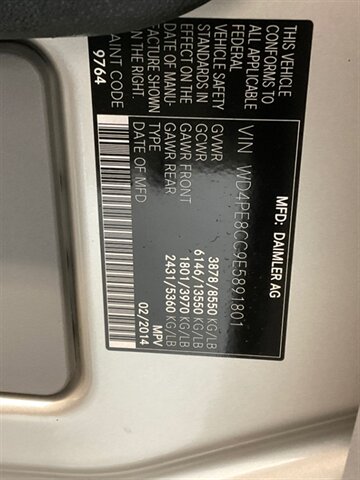 MFD: DAIMLER AG
VIN WD4PE8CC9E5891801
GVWR 3878/8550 KG/LB
GCWR 6146/13550 KG/LB
GAWR FRONT 1801/3970 KG/LB
GAWR REAR 2431/5360 KG/LB
TYPE MPV
DATE OF MFD 02/2014
THIS VEHICLE
CONFORMS TO
ALL APPLICABLE
FEDERAL
VEHICLE SAFETY
STANDARDS IN
EFFECT ON THE
DATE OF MANU-
FACTURE SHOWN
IN THE RIGHT.
PAINT CODE
9764